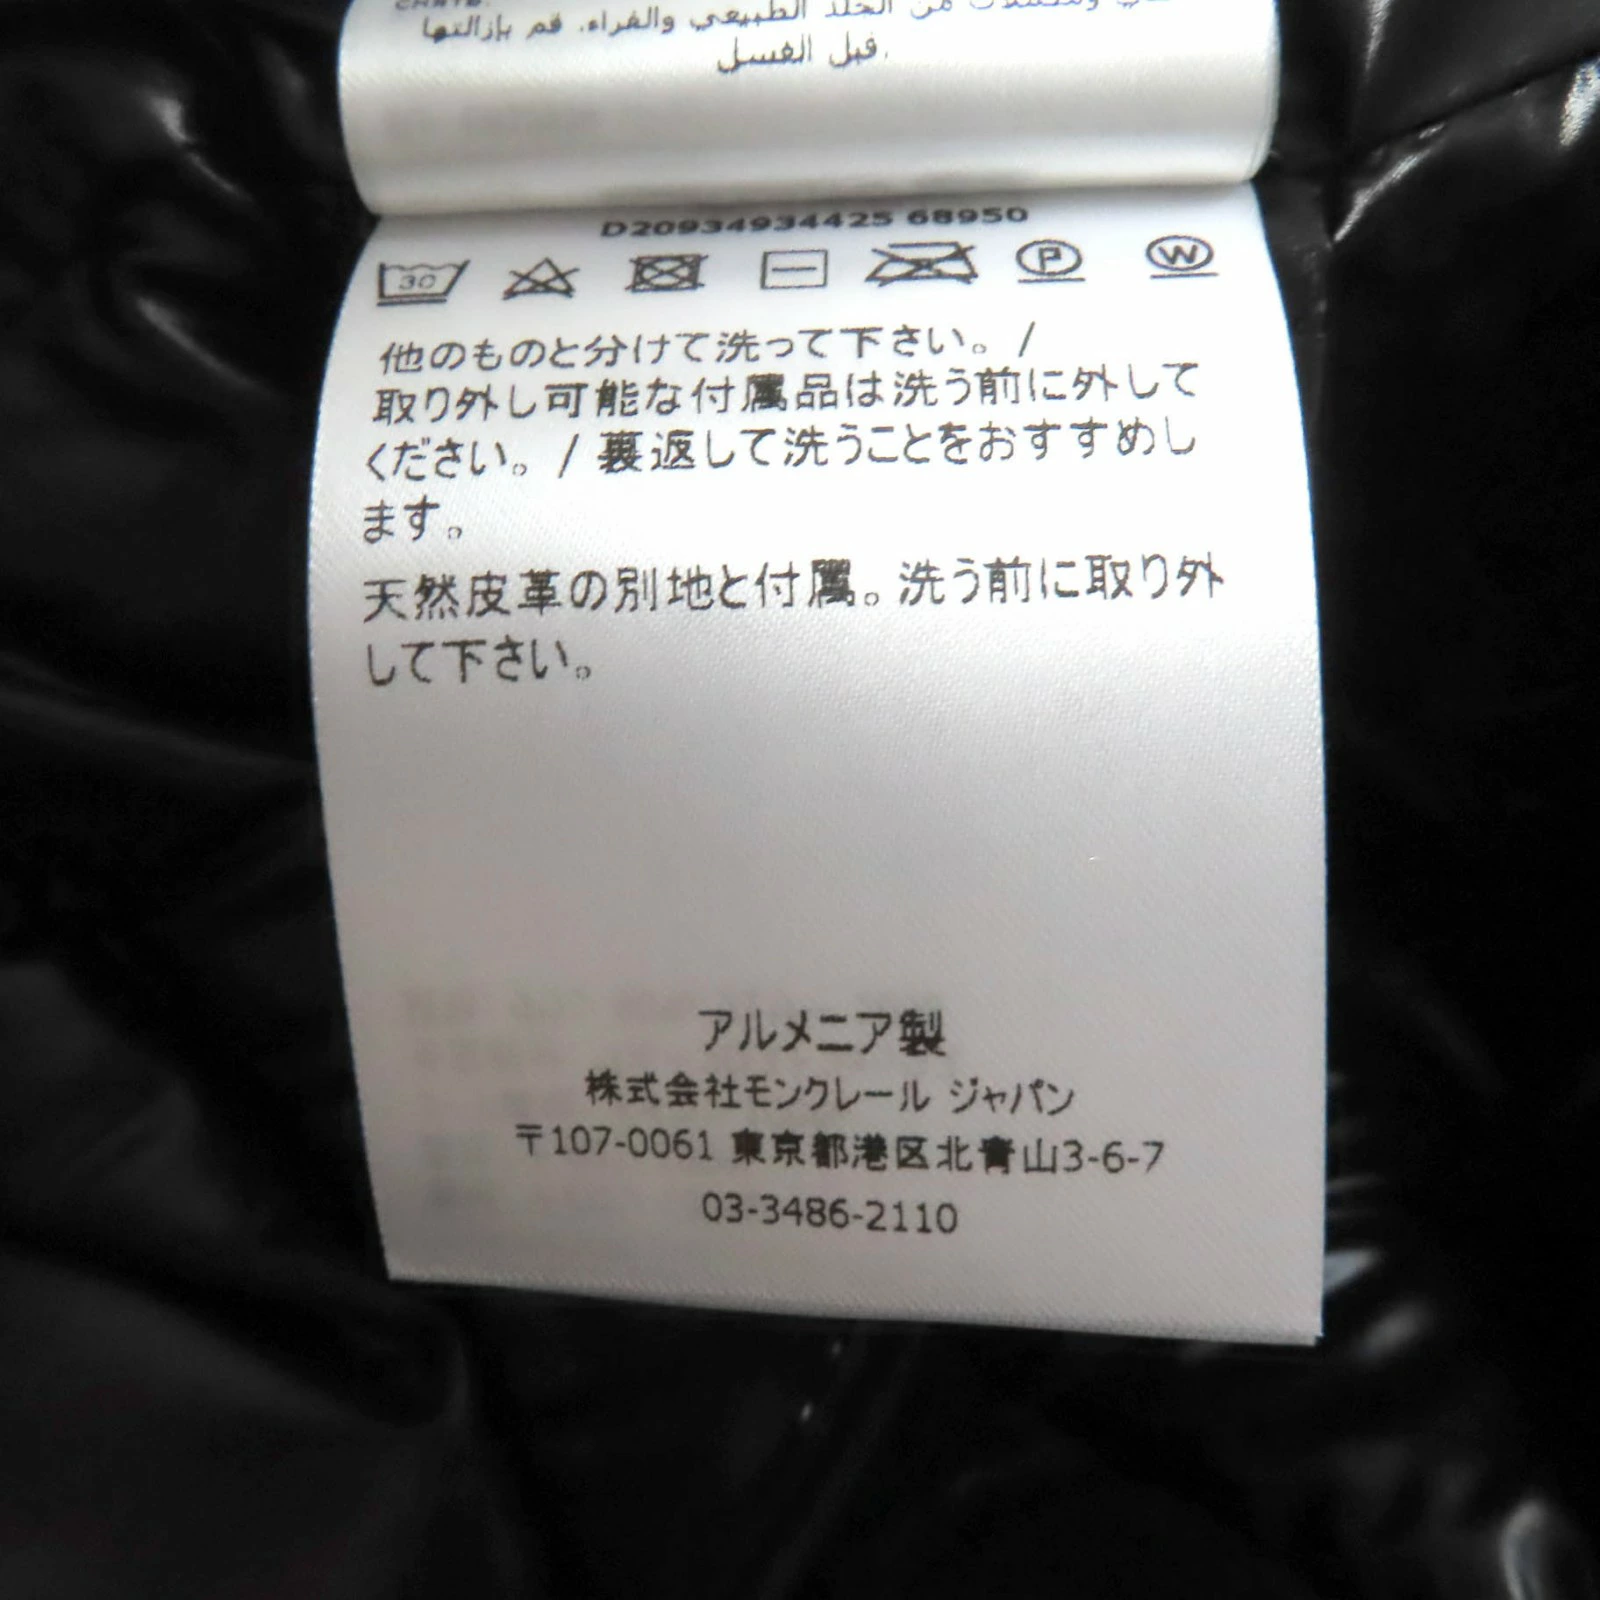 من الجلد الطبيعي والفراء. قم بإزالتها
قبل الغسل.
D20934934425 68950
30 P W
他のものと分けて洗って下さい。/
取り外し可能な付属品は洗う前に外して
ください。/ 裏返して洗うことをおすすめし
ます。
天然皮革の別地と付属。洗う前に取り外
して下さい。
アルメニア製
株式会社モンクレール ジャパン
〒107-0061 東京都港区北青山3-6-7
03-3486-2110